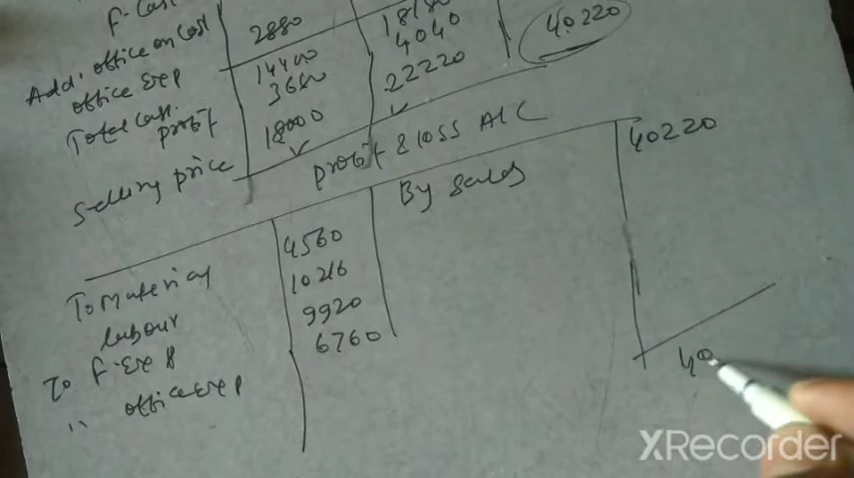 F. Cost
Add: office on cost 2880 18180
office exp 14400 4040 40220
Total cost. 3600 22220
profit
Selling price 18000
profit & loss A/C
To Material 4560 By Sales 40220
labour 10216
To F. Exp 9920
" office exp 6760
40
XRecorder